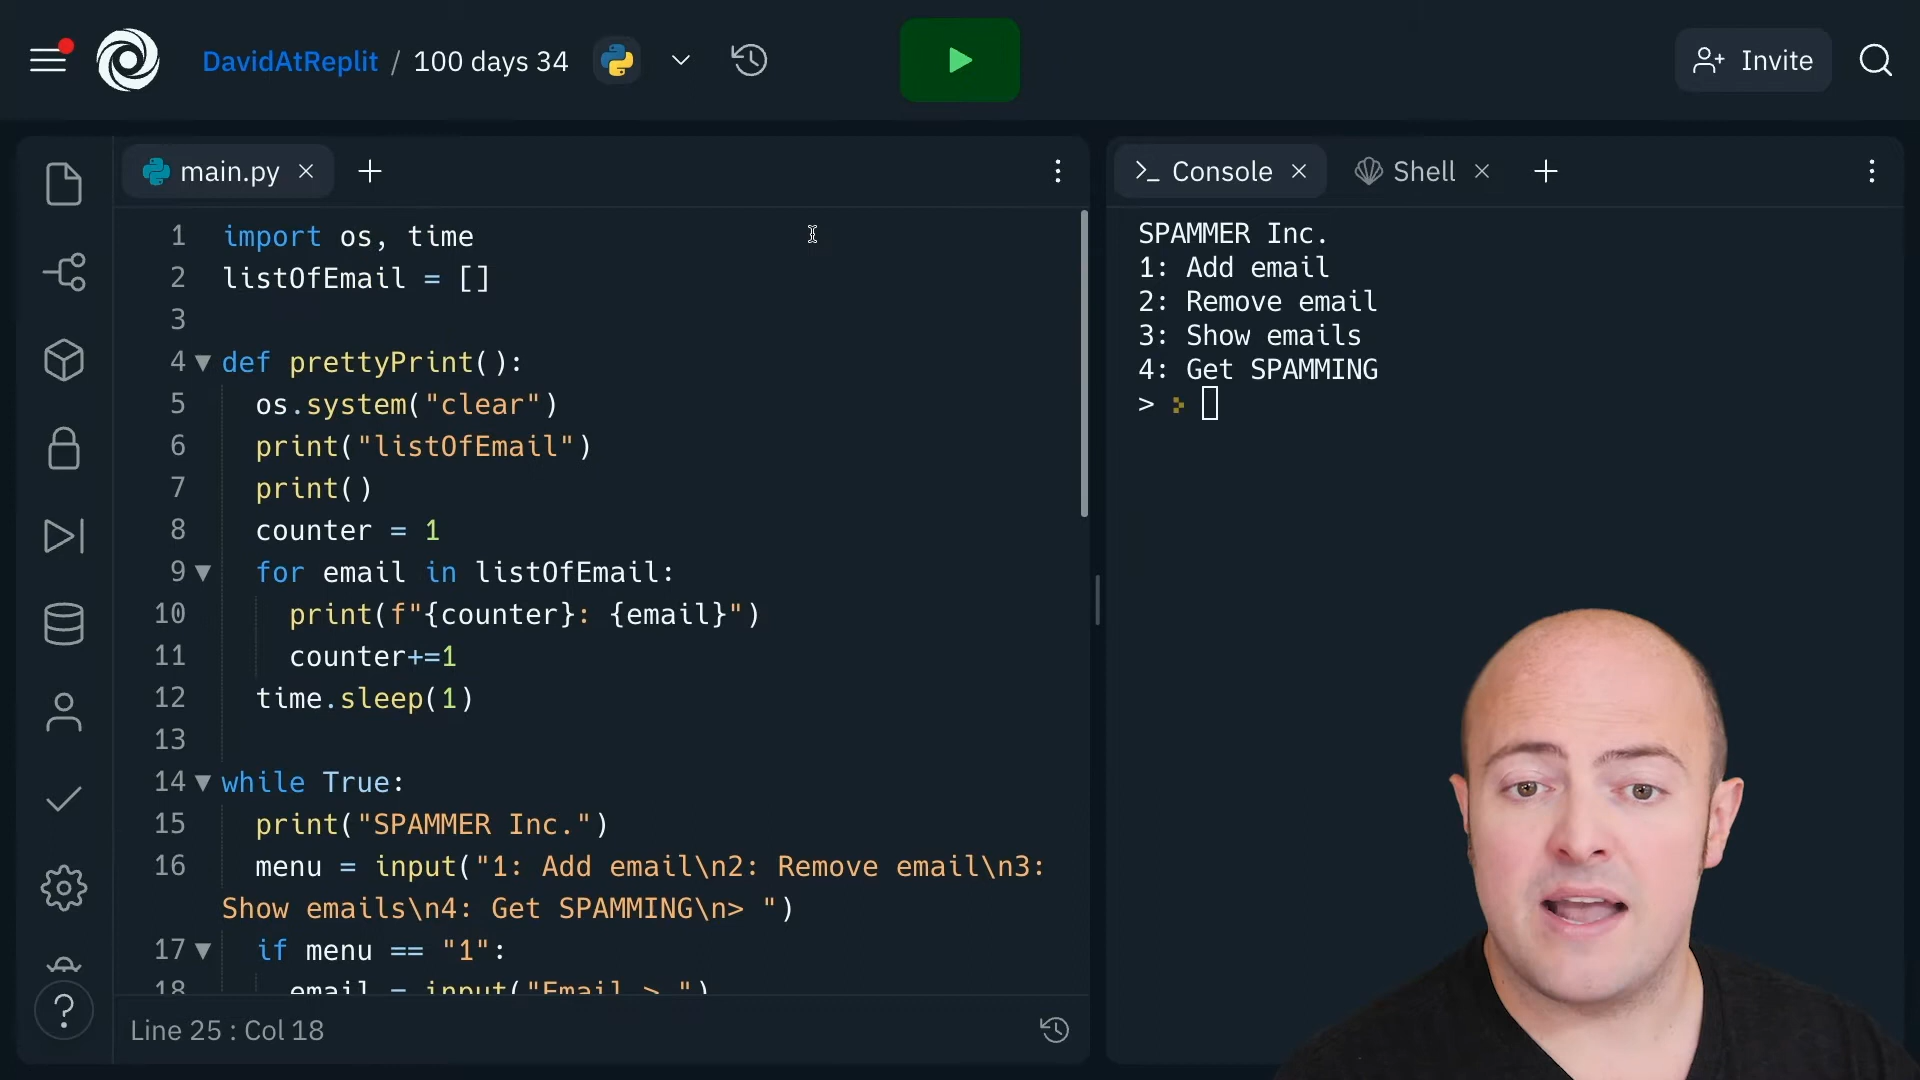 DavidAtReplit / 100 days 34
Invite
main.py
Console
Shell
1 import os, time
2 listOfEmail = []
3
4 def prettyPrint():
5 os.system("clear")
6 print("listOfEmail")
7 print()
8 counter = 1
9 for email in listOfEmail:
10 print(f"{counter}: {email}")
11 counter+=1
12 time.sleep(1)
13
14 while True:
15 print("SPAMMER Inc.")
16 menu = input("1: Add email\n2: Remove email\n3:
Show emails\n4: Get SPAMMING\n> ")
17 if menu == "1":
18 email = input("Email > ")
Line 25 : Col 18
SPAMMER Inc.
1: Add email
2: Remove email
3: Show emails
4: Get SPAMMING
>